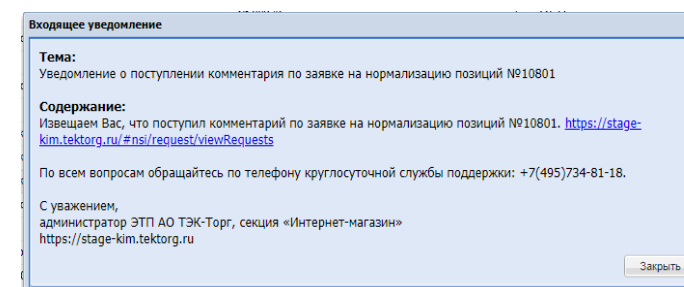 Входящее уведомление
Тема:
Уведомление о поступлении комментария по заявке на нормализацию позиций №10801
Содержание:
Извещаем Вас, что поступил комментарий по заявке на нормализацию позиций №10801. https://stage-
kim.tektorg.ru/#nsi/request/viewRequests
По всем вопросам обращайтесь по телефону круглосуточной службы поддержки: +7(495)734-81-18.
С уважением,
администратор ЭТП АО ТЭК-Торг, секция «Интернет-магазин»
https://stage-kim.tektorg.ru
Закрыть